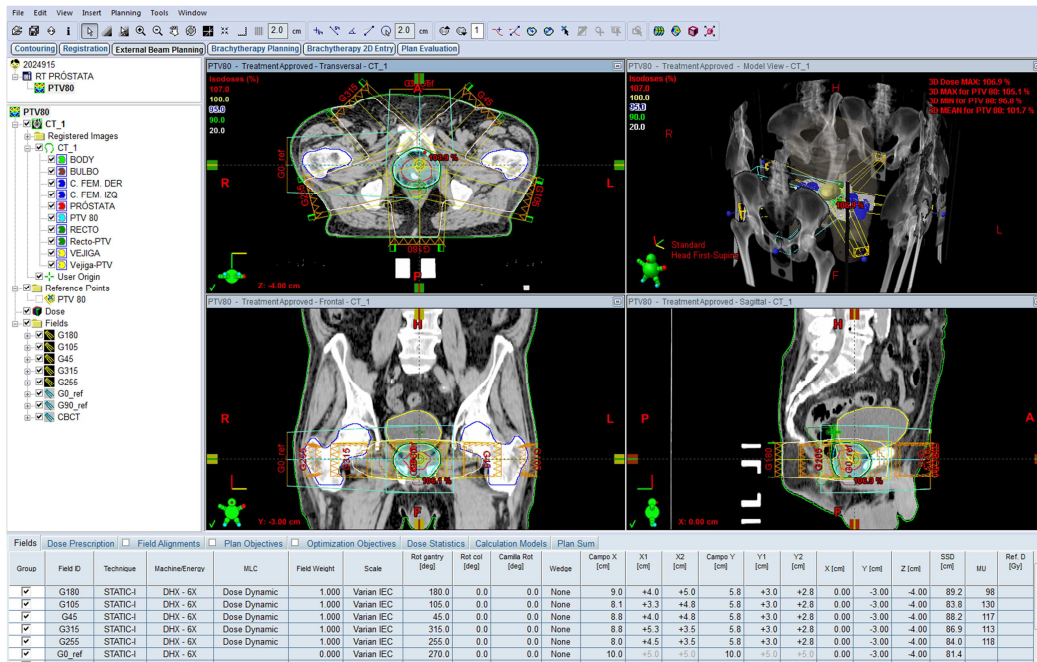 File Edit View Insert Planning Tools Window
2.0 cm 2.0 cm 1
Contouring Registration External Beam Planning Brachytherapy Planning Brachytherapy 2D Entry Plan Evaluation
2024915
RT PRÓSTATA
PTV80
PTV80
CT_1
Registered Images
CT_1
BODY
BULBO
C. FEM. DER
C. FEM. IZQ
PRÓSTATA
PTV 80
RECTO
Recto-PTV
VEJIGA
Vejiga-PTV
User Origin
Reference Points
PTV 80
Dose
Fields
G180
G105
G45
G315
G255
G0_ref
G90_ref
CBCT
PTV80 - Treatment Approved - Transversal - CT_1
Isodoses (%)
107.0
100.0
95.0
90.0
20.0
G315
G45
G0_ref
R
L
G105
G180
P
Z: -4.00 cm
PTV80 - Treatment Approved - Model View - CT_1
Isodoses (%)
107.0
100.0
95.0
90.0
20.0
3D Dose MAX: 106.9 %
3D MAX for PTV 80: 105.1 %
3D MEAN for PTV 80: 101.7 %
H
R
L
F
Standard
Head First-Supine
PTV80 - Treatment Approved - Frontal - CT_1
H
R
L
G0_ref
G315
F
Y: -3.00 cm
PTV80 - Treatment Approved - Sagittal - CT_1
H
P
A
G180
G0_ref
F
X: 0.00 cm
Fields Dose Prescription Field Alignments Plan Objectives Optimization Objectives Dose Statistics Calculation Models Plan Sum
Group Field ID Technique Machine/Energy MLC Field Weight Scale Rot gantry [deg] Rot col [deg] Camilla Rot [deg] Wedge Campo X [cm] X1 [cm] X2 [cm] Campo Y [cm] Y1 [cm] Y2 [cm] X [cm] Y [cm] Z [cm] SSD [cm] MU Ref. D [Gy]
G180 STATIC-I DHX - 6X Dose Dynamic 1.000 Varian IEC 180.0 0.0 0.0 None 9.0 +4.0 +5.0 5.8 +3.0 +2.8 0.00 -3.00 -4.00 89.2 98
G105 STATIC-I DHX - 6X Dose Dynamic 1.000 Varian IEC 105.0 0.0 0.0 None 8.1 +3.3 +4.8 5.8 +3.0 +2.8 0.00 -3.00 -4.00 83.8 130
G45 STATIC-I DHX - 6X Dose Dynamic 1.000 Varian IEC 45.0 0.0 0.0 None 8.8 +4.0 +4.8 5.8 +3.0 +2.8 0.00 -3.00 -4.00 88.2 117
G315 STATIC-I DHX - 6X Dose Dynamic 1.000 Varian IEC 315.0 0.0 0.0 None 8.8 +5.3 +3.5 5.8 +3.0 +2.8 0.00 -3.00 -4.00 86.9 113
G255 STATIC-I DHX - 6X Dose Dynamic 1.000 Varian IEC 255.0 0.0 0.0 None 8.0 +4.5 +3.5 5.8 +3.0 +2.8 0.00 -3.00 -4.00 84.0 118
G0_ref STATIC-I DHX - 6X 0.000 Varian IEC 270.0 0.0 0.0 None 10.0 +5.0 +5.0 10.0 +5.0 +5.0 0.00 -3.00 -4.00 81.4